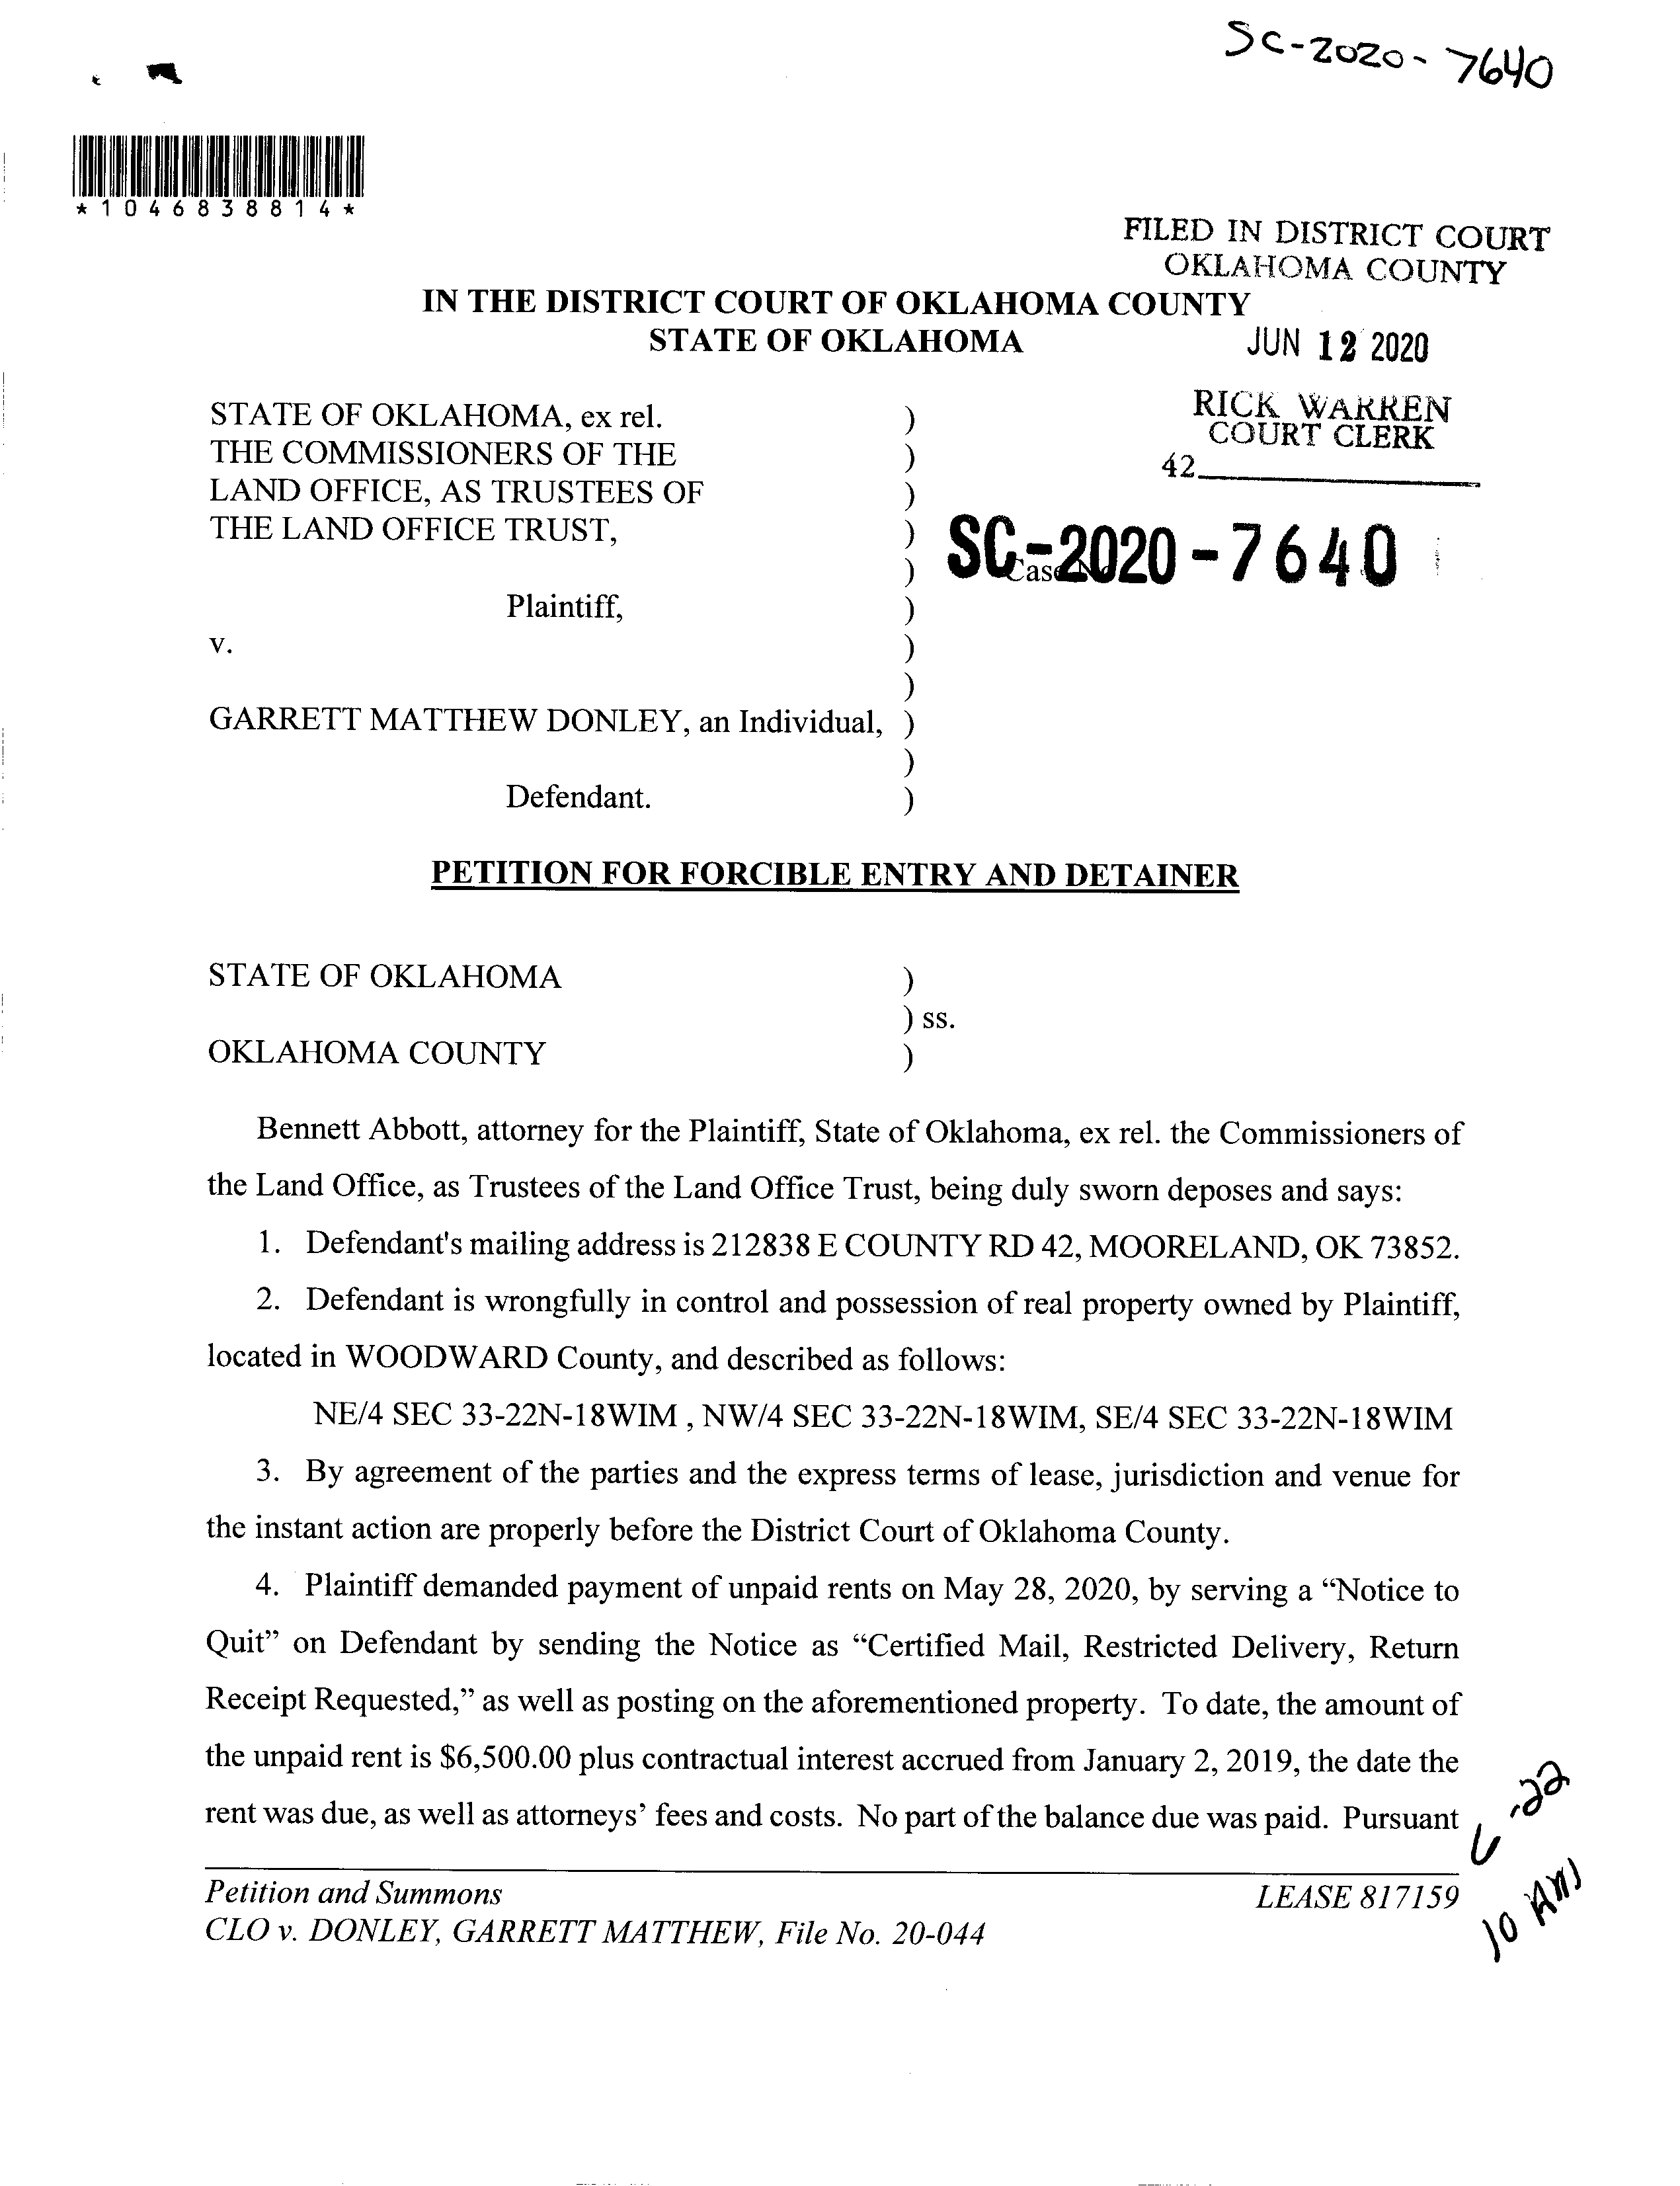 SC-2020-7640
*1046838814*
FILED IN DISTRICT COURT
OKLAHOMA COUNTY
IN THE DISTRICT COURT OF OKLAHOMA COUNTY
STATE OF OKLAHOMA
JUN 12 2020
RICK WARREN
COURT CLERK
42
STATE OF OKLAHOMA, ex rel. )
THE COMMISSIONERS OF THE )
LAND OFFICE, AS TRUSTEES OF )
THE LAND OFFICE TRUST, )
) SC-2020-7640
Plaintiff, )
v. )
)
GARRETT MATTHEW DONLEY, an Individual, )
)
Defendant. )
PETITION FOR FORCIBLE ENTRY AND DETAINER
STATE OF OKLAHOMA )
) ss.
OKLAHOMA COUNTY )
Bennett Abbott, attorney for the Plaintiff, State of Oklahoma, ex rel. the Commissioners of
the Land Office, as Trustees of the Land Office Trust, being duly sworn deposes and says:
1. Defendant's mailing address is 212838 E COUNTY RD 42, MOORELAND, OK 73852.
2. Defendant is wrongfully in control and possession of real property owned by Plaintiff,
located in WOODWARD County, and described as follows:
NE/4 SEC 33-22N-18WIM , NW/4 SEC 33-22N-18WIM, SE/4 SEC 33-22N-18WIM
3. By agreement of the parties and the express terms of lease, jurisdiction and venue for
the instant action are properly before the District Court of Oklahoma County.
4. Plaintiff demanded payment of unpaid rents on May 28, 2020, by serving a “Notice to
Quit” on Defendant by sending the Notice as “Certified Mail, Restricted Delivery, Return
Receipt Requested,” as well as posting on the aforementioned property. To date, the amount of
the unpaid rent is $6,500.00 plus contractual interest accrued from January 2, 2019, the date the
rent was due, as well as attorneys’ fees and costs. No part of the balance due was paid. Pursuant
6-22
10 AM
Petition and Summons LEASE 817159
CLO v. DONLEY, GARRETT MATTHEW, File No. 20-044